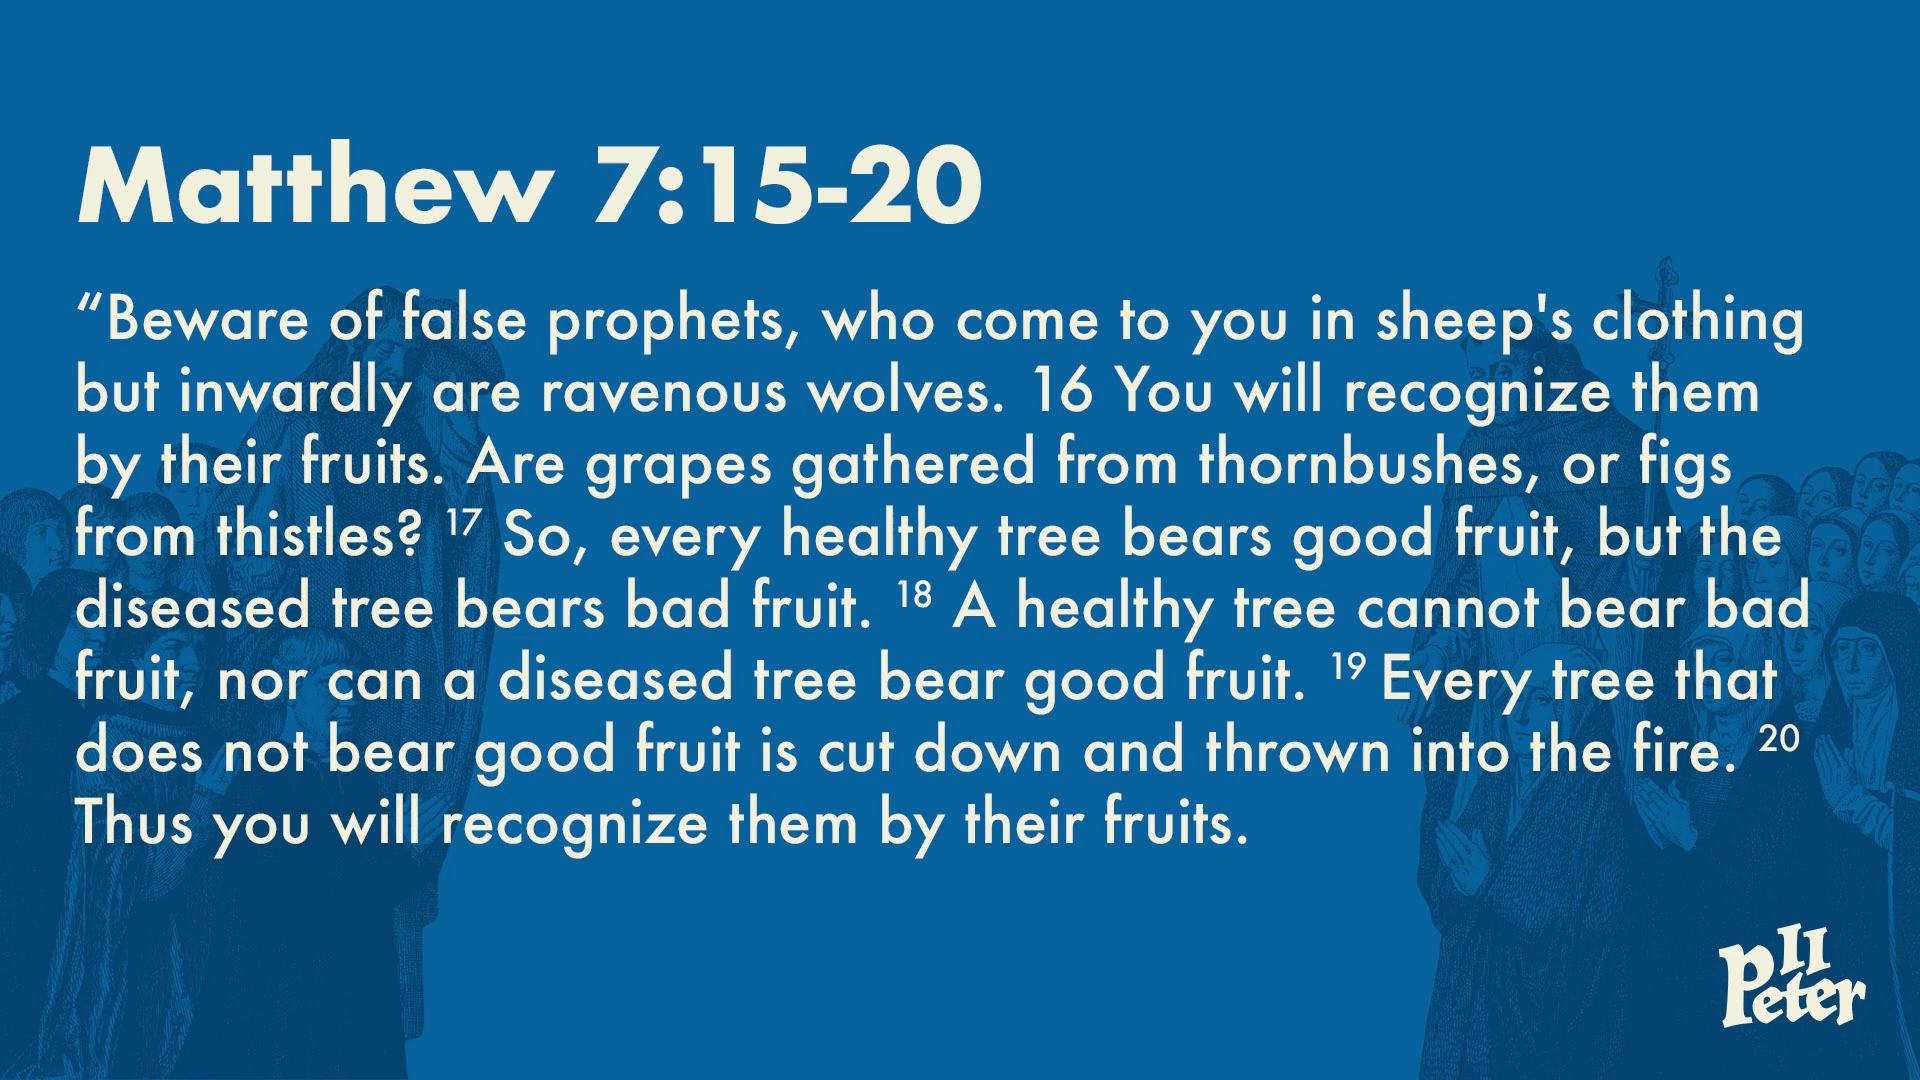 Matthew 7:15-20
“Beware of false prophets, who come to you in sheep's clothing
but inwardly are ravenous wolves. 16 You will recognize them
by their fruits. Are grapes gathered from thornbushes, or figs
from thistles? 17 So, every healthy tree bears good fruit, but the
diseased tree bears bad fruit. 18 A healthy tree cannot bear bad
fruit, nor can a diseased tree bear good fruit. 19 Every tree that
does not bear good fruit is cut down and thrown into the fire. 20
Thus you will recognize them by their fruits.
II
Peter